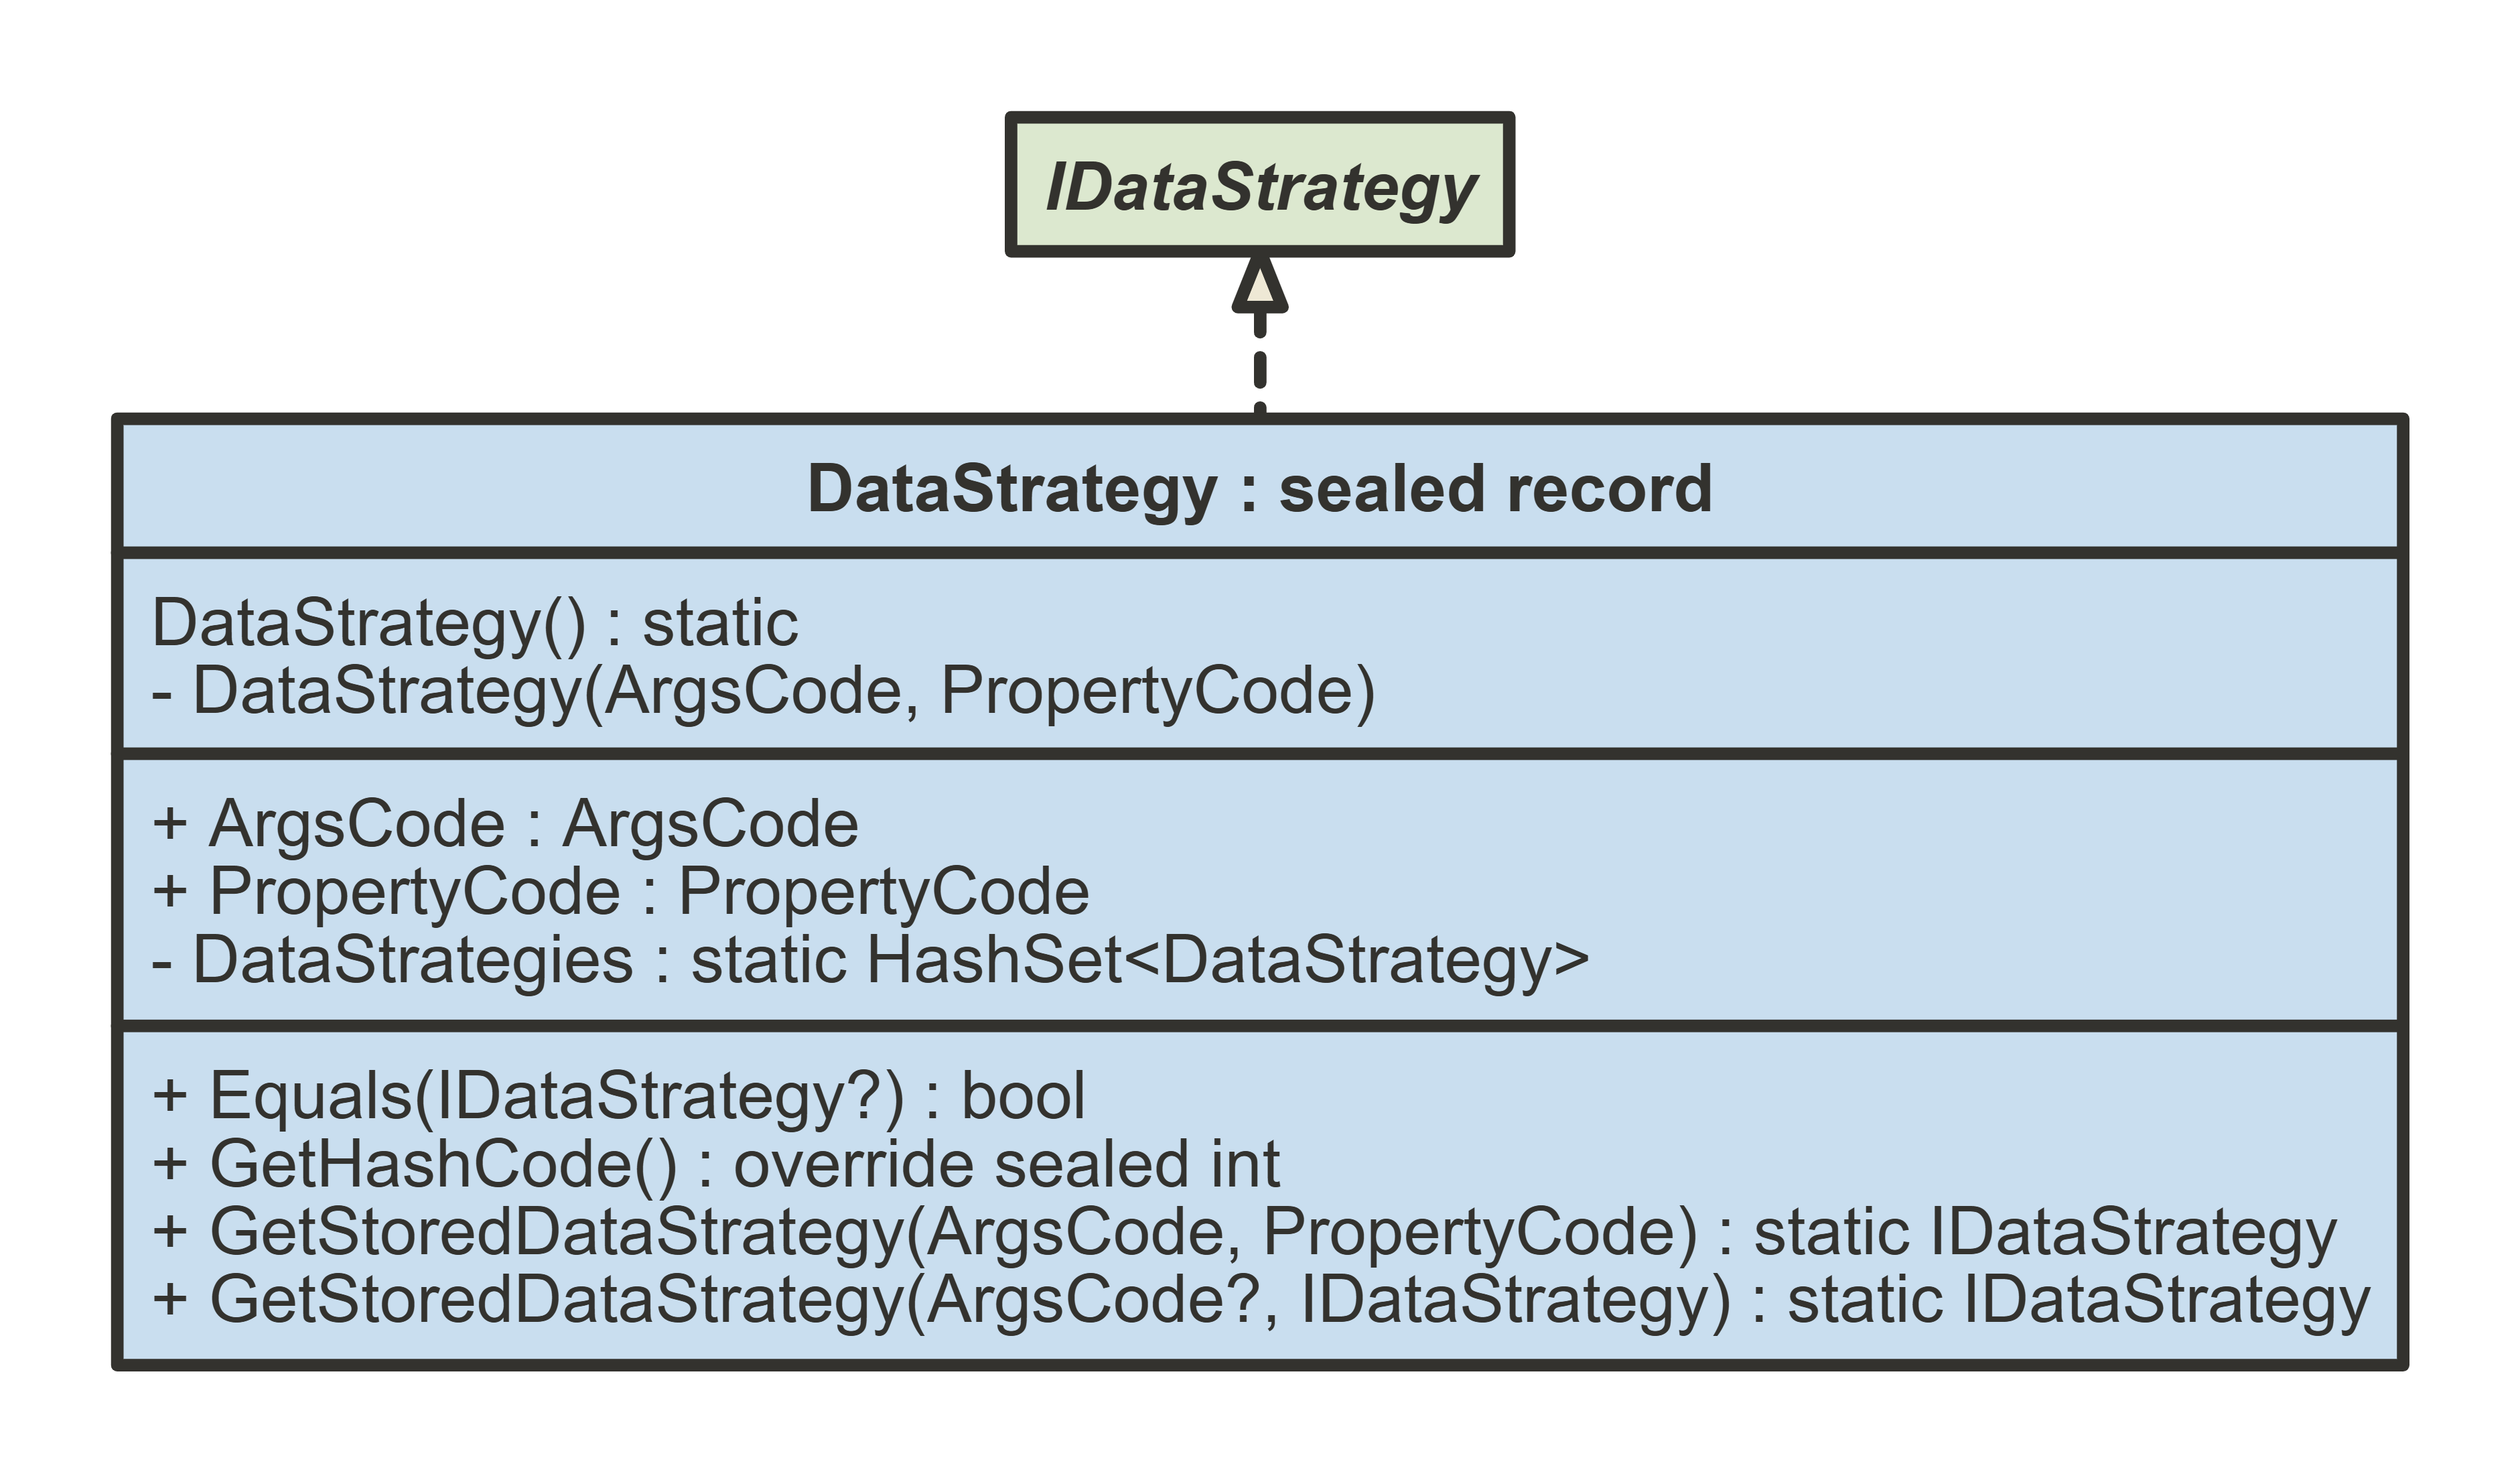 IDataStrategy
DataStrategy : sealed record
DataStrategy() : static
- DataStrategy(ArgsCode, PropertyCode)
+ ArgsCode : ArgsCode
+ PropertyCode : PropertyCode
- DataStrategies : static HashSet<DataStrategy>
+ Equals(IDataStrategy?) : bool
+ GetHashCode() : override sealed int
+ GetStoredDataStrategy(ArgsCode, PropertyCode) : static IDataStrategy
+ GetStoredDataStrategy(ArgsCode?, IDataStrategy) : static IDataStrategy